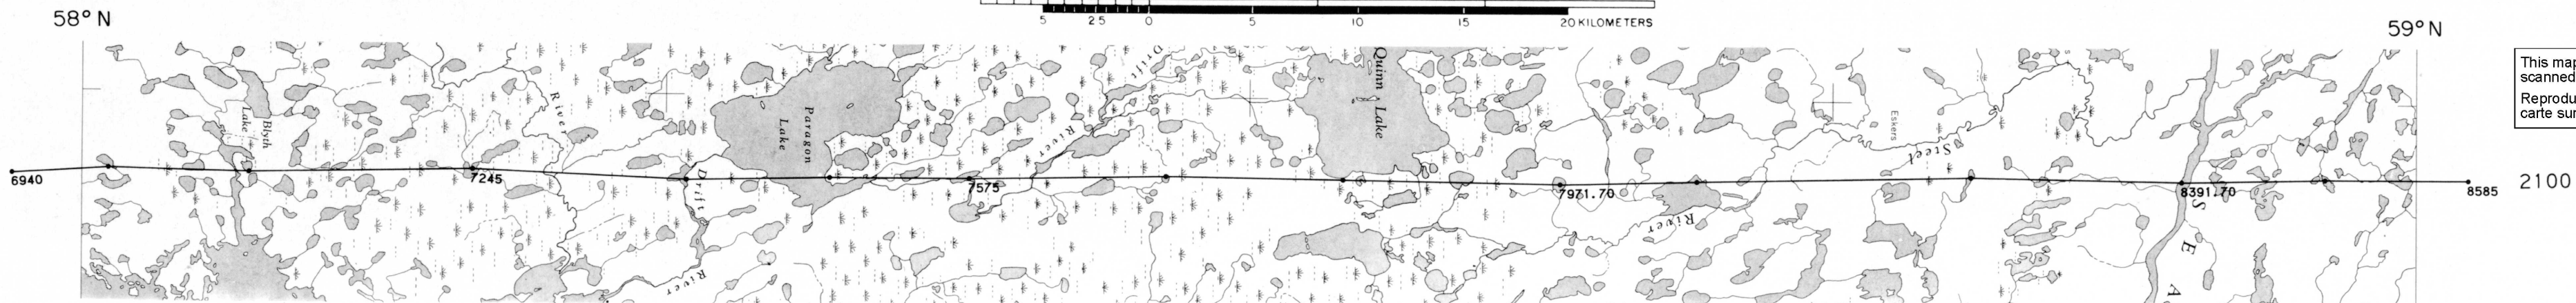 5 2.5 0 5 10 15 20 KILOMETERS
58° N
59° N
This map
scanned
Reprodu
carte sur
Quinn Lake
Drift
River
River
Paragon
Lake
Blyth
Lake
Eskers
Steel
River
Drift
River
6940
7245
7575
7971.70
8391.70
8585
2100
S
E
A